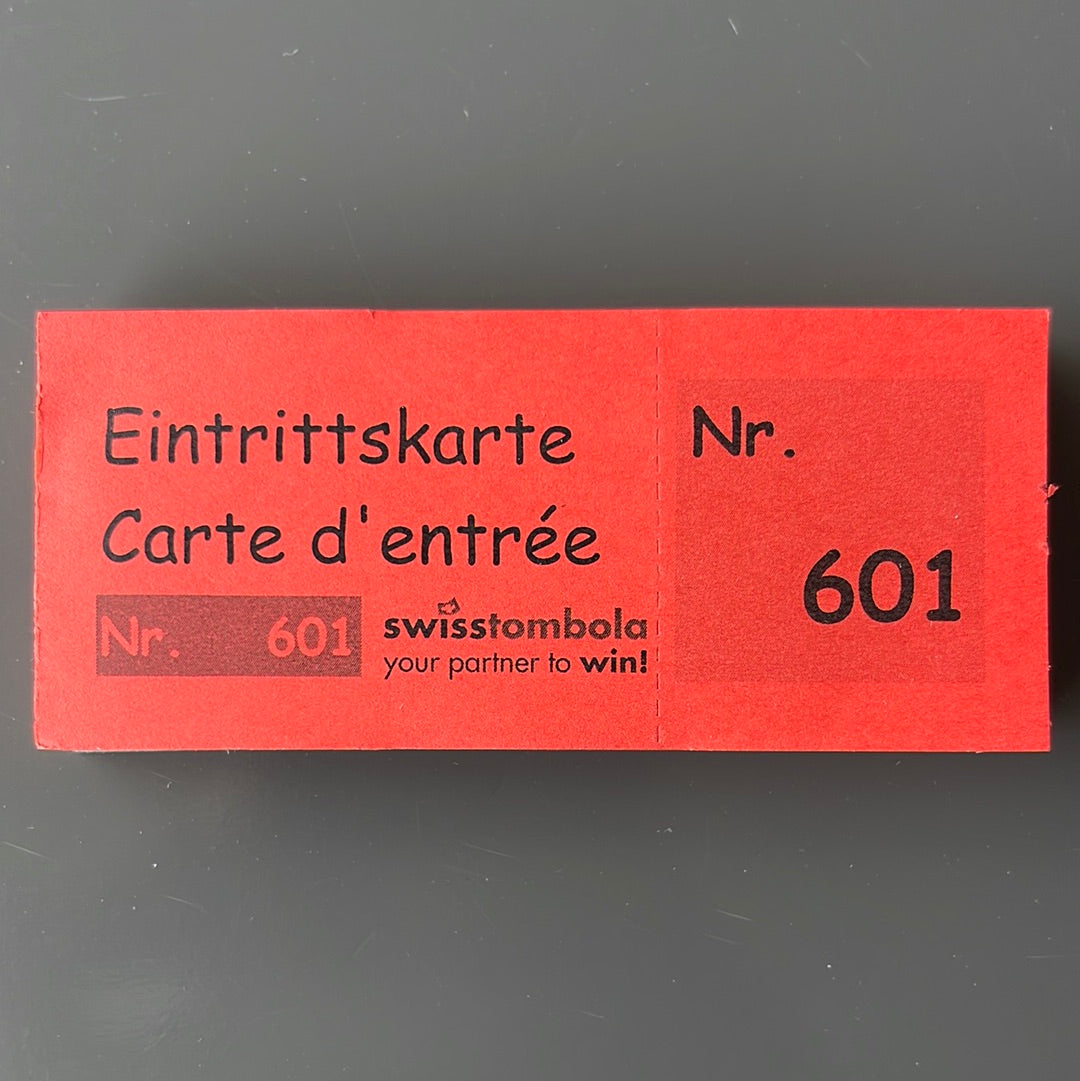 Eintrittskarte
Carte d'entrée
Nr. 601
swisstombola
your partner to win!
Nr.
601